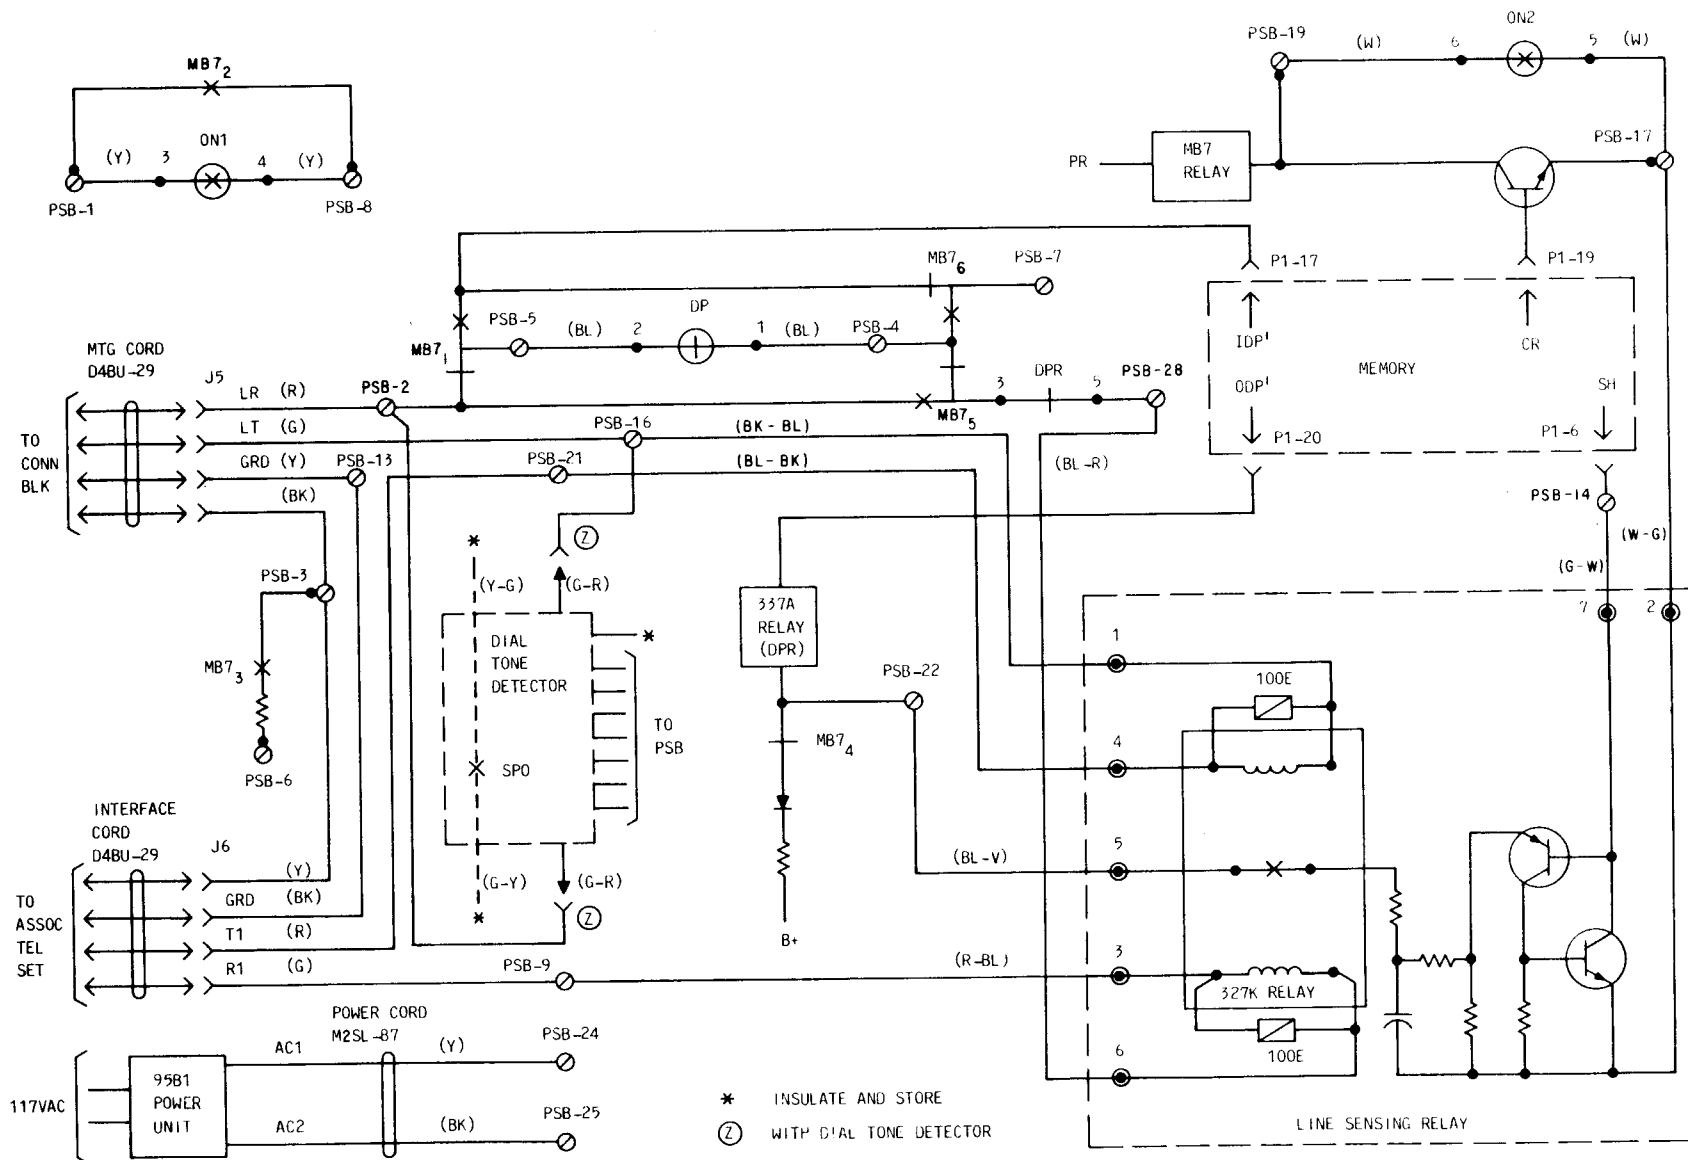 MB7₂
ON1
(Y) 3 4 (Y)
PSB-1 PSB-8
ON2
PSB-19 (W) 6 5 (W)
PSB-17
PR
MB7
RELAY
P1-17 P1-19
IDP' CR
MEMORY
ODP' SH
P1-20 P1-6
PSB-14
(W-G)
(G-W)
MB7₆ PSB-7
DP
PSB-5 (BL) 2 1 (BL) PSB-4
MB7₁
MTG CORD
D4BU-29
J5
LR (R) PSB-2
3 DPR 5 PSB-28
MB7₅
LT (G) PSB-16 (BK-BL)
TO
CONN
BLK
GRD (Y) PSB-13 PSB-21 (BL-BK)
(BL-R)
(BK)
* Z
PSB-3
(Y-G) (G-R)
DIAL
TONE
DETECTOR
*
TO
PSB
SPO
(G-Y) (G-R)
* Z
MB7₃
PSB-6
337A
RELAY
(DPR)
PSB-22
MB7₄
B+
7 2
1
100E
4
5
(BL-V)
3
(R-BL)
327K RELAY
100E
6
LINE SENSING RELAY
INTERFACE
CORD
D4BU-29
J6
(Y)
GRD (BK)
T1 (R)
R1 (G) PSB-9
TO
ASSOC
TEL
SET
POWER CORD
M2SL-87
117VAC
95B1
POWER
UNIT
AC1 (Y) PSB-24
AC2 (BK) PSB-25
* INSULATE AND STORE
Z WITH DIAL TONE DETECTOR